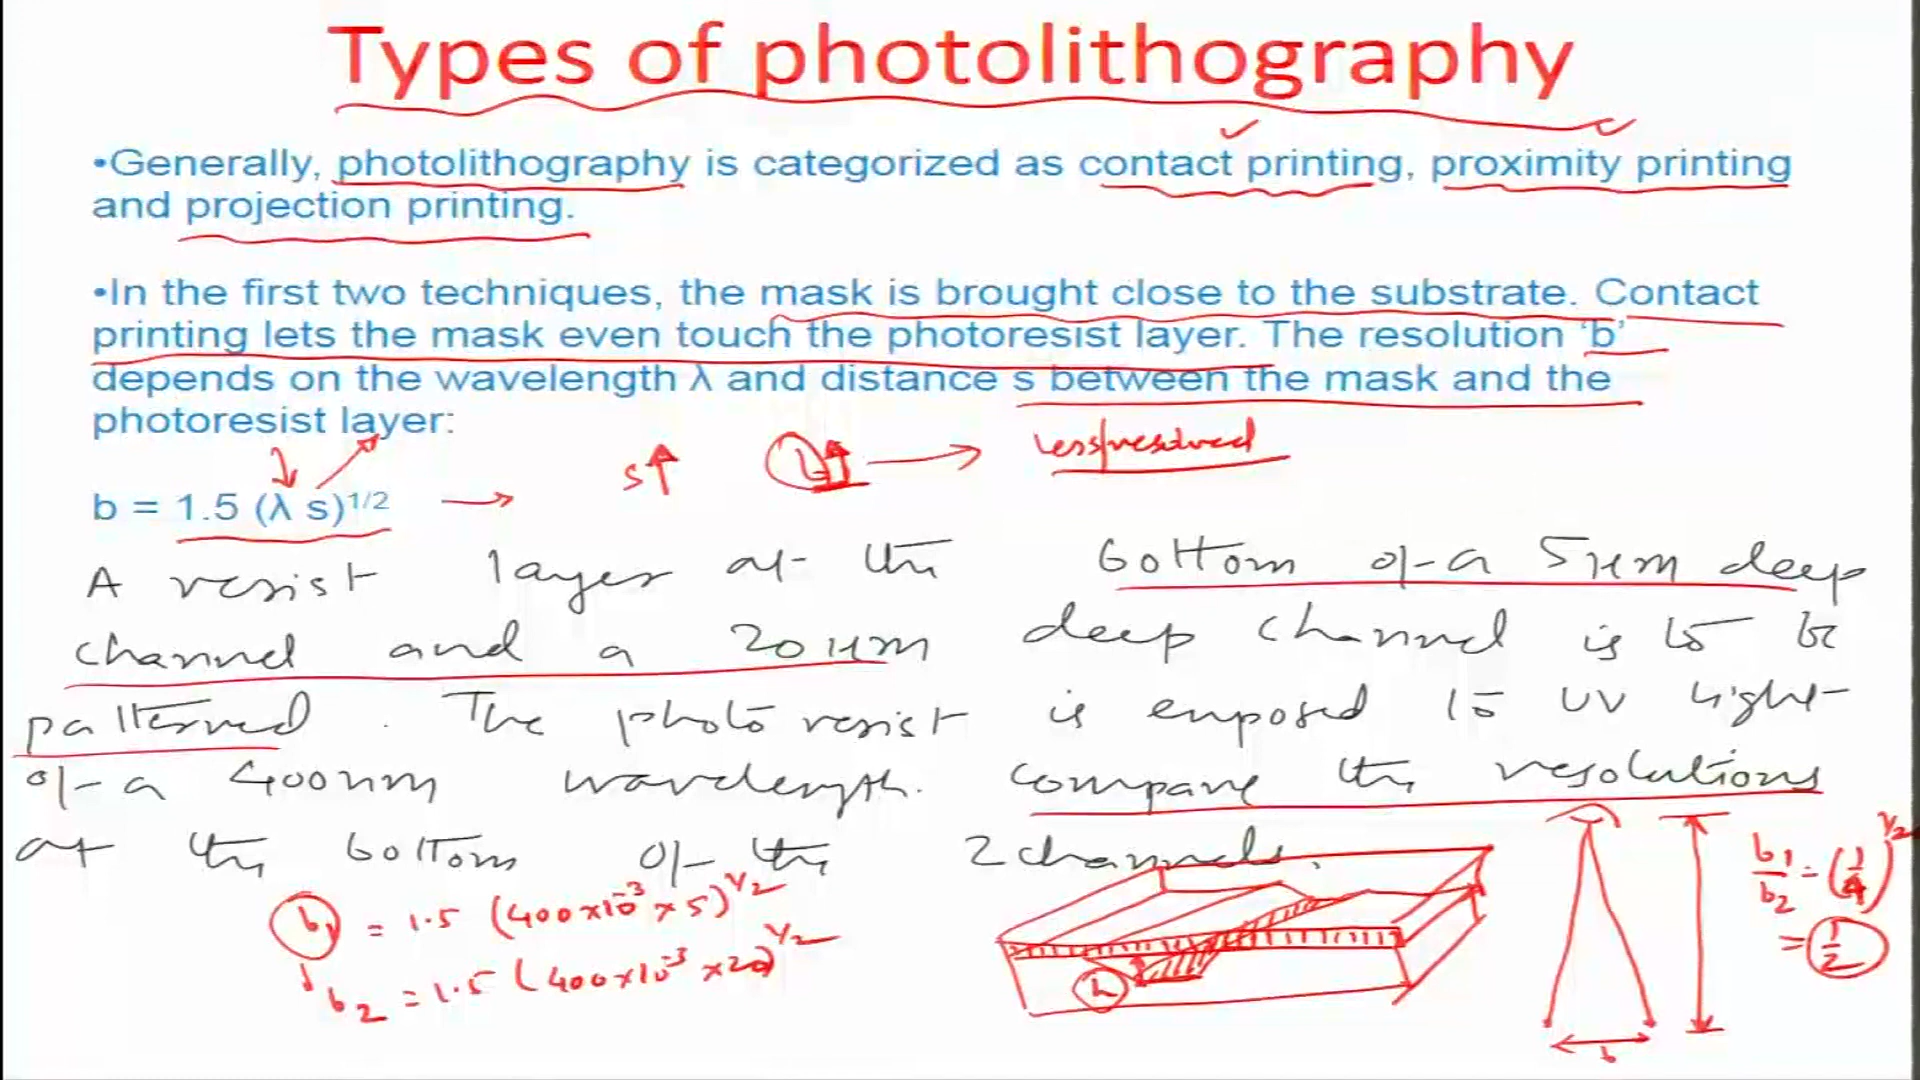 Types of photolithography
•Generally, photolithography is categorized as contact printing, proximity printing
and projection printing.
•In the first two techniques, the mask is brought close to the substrate. Contact
printing lets the mask even touch the photoresist layer. The resolution ‘b’
depends on the wavelength λ and distance s between the mask and the
photoresist layer:
s↑ b↑ → less resolved
b = 1.5 (λ s)^1/2 →
A resist layer at the bottom of a 5 μm deep
channel and a 20 μm deep channel is to be
patterned. The photo resist is exposed to UV light
of a 400nm wavelength. Compare the resolutions
at the bottom of the 2 channels.
b1 = 1.5 (400×10^-3 × 5)^1/2
b2 = 1.5 (400×10^-3 × 20)^1/2
h
b
b1/b2 = (1/4)^1/2
= 1/2